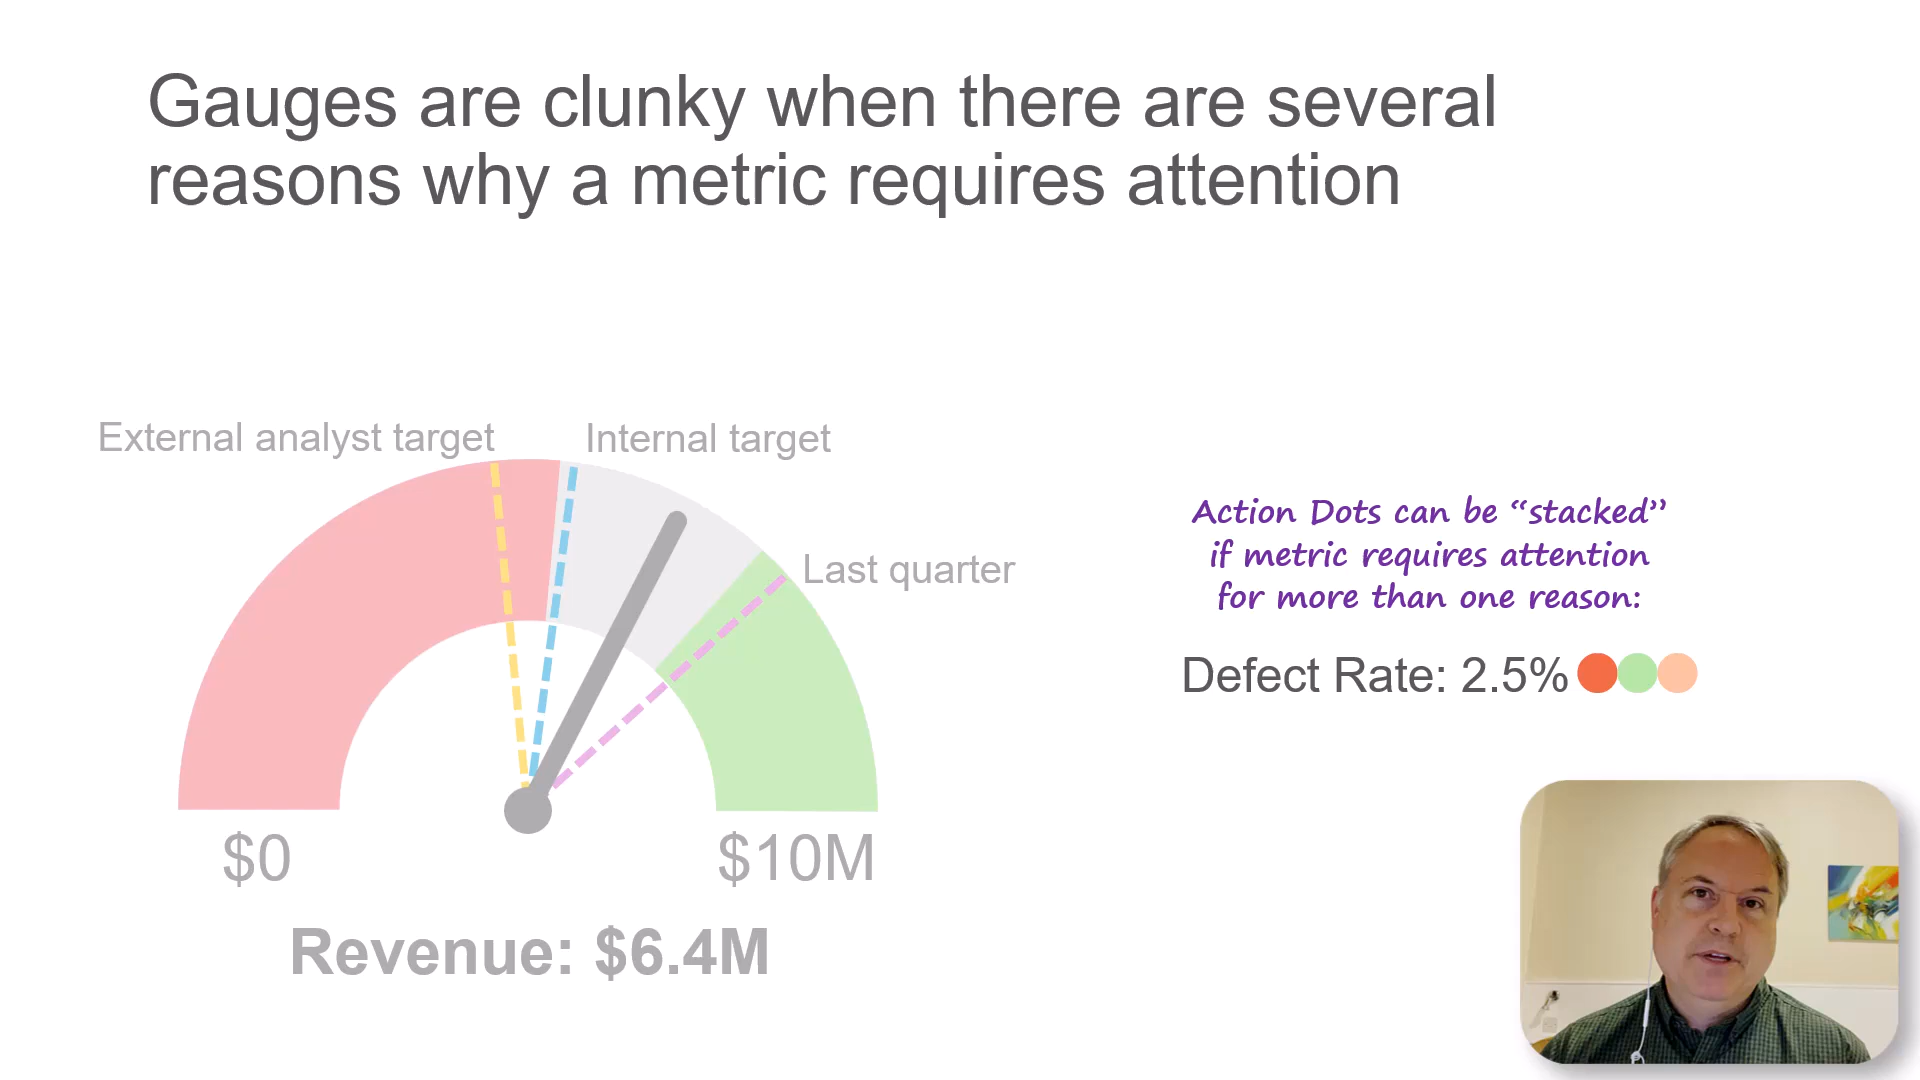 Gauges are clunky when there are several
reasons why a metric requires attention
External analyst target
Internal target
Last quarter
$0
$10M
Revenue: $6.4M
Action Dots can be “stacked”
if metric requires attention
for more than one reason:
Defect Rate: 2.5%